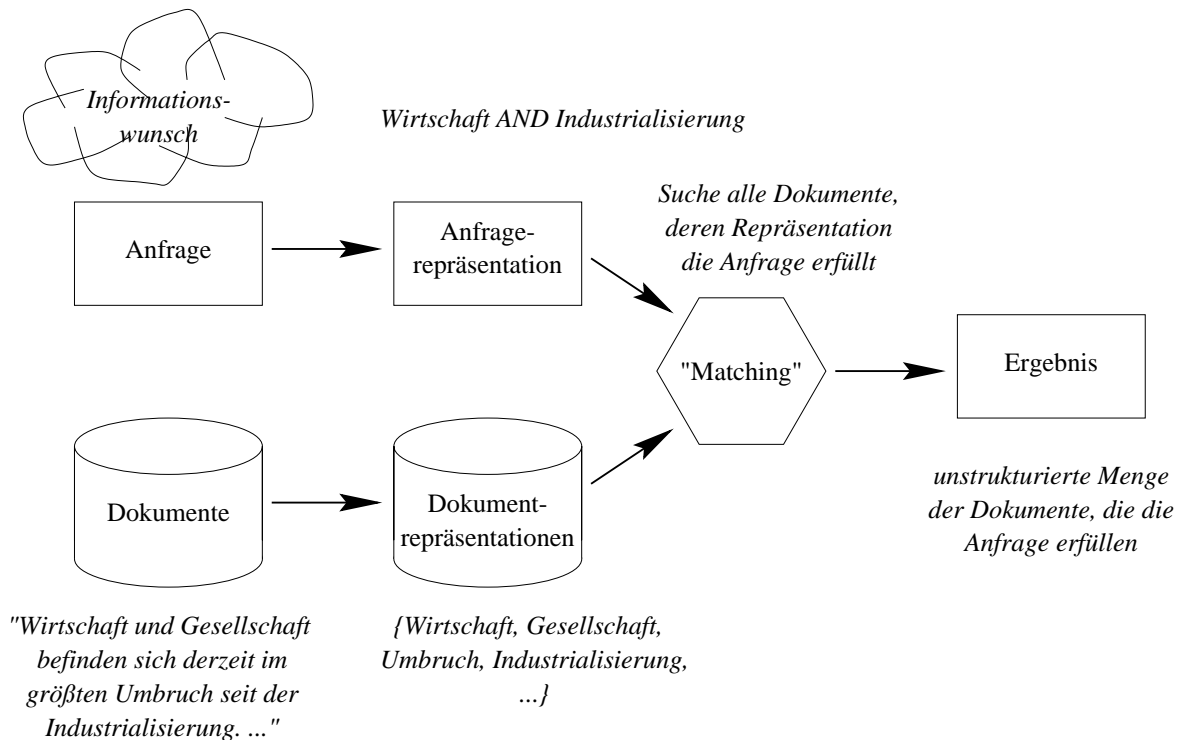 Informations-
wunsch
Wirtschaft AND Industrialisierung
Suche alle Dokumente,
deren Repräsentation
die Anfrage erfüllt
Anfrage
Anfrage-
repräsentation
"Matching"
Ergebnis
Dokumente
Dokument-
repräsentationen
unstrukturierte Menge
der Dokumente, die die
Anfrage erfüllen
"Wirtschaft und Gesellschaft
befinden sich derzeit im
größten Umbruch seit der
Industrialisierung. ..."
{Wirtschaft, Gesellschaft,
Umbruch, Industrialisierung,
...}